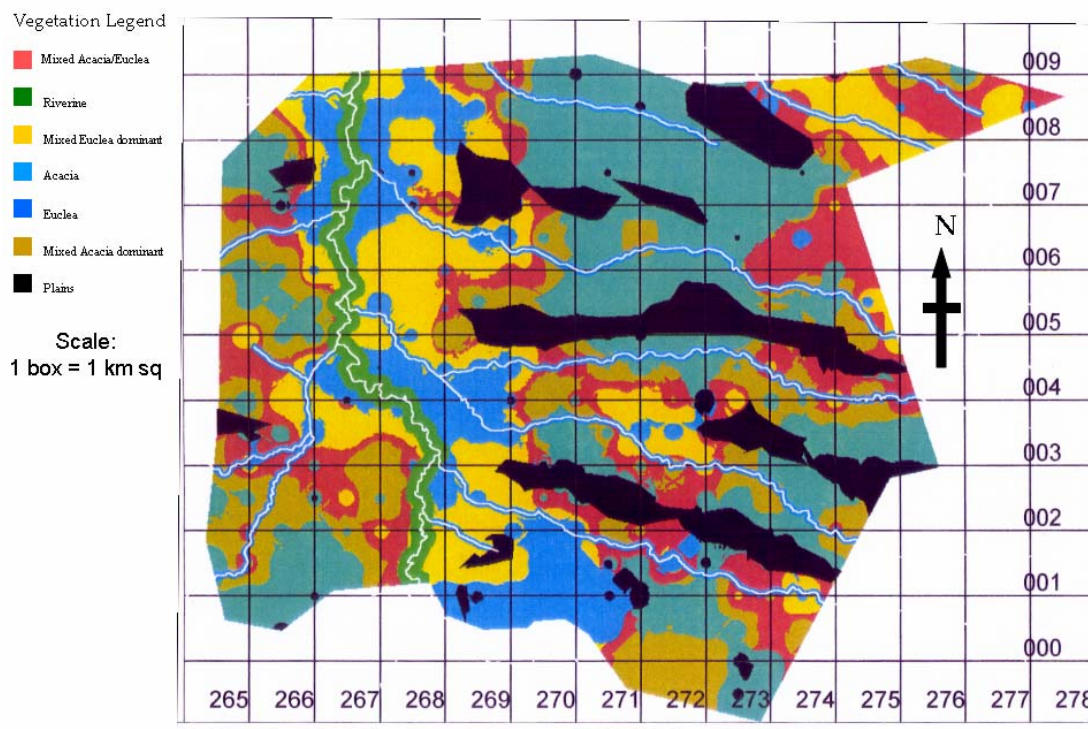 Vegetation Legend
Mixed Acacia/Euclea
Riverine
Mixed Euclea dominant
Acacia
Euclea
Mixed Acacia dominant
Plains
Scale:
1 box = 1 km sq
N
009
008
007
006
005
004
003
002
001
000
265 266 267 268 269 270 271 272 273 274 275 276 277 278